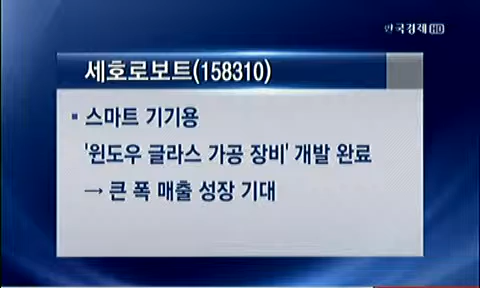 한국경제 HD
세호로보트(158310)
▪ 스마트 기기용
'윈도우 글라스 가공 장비' 개발 완료
→ 큰 폭 매출 성장 기대